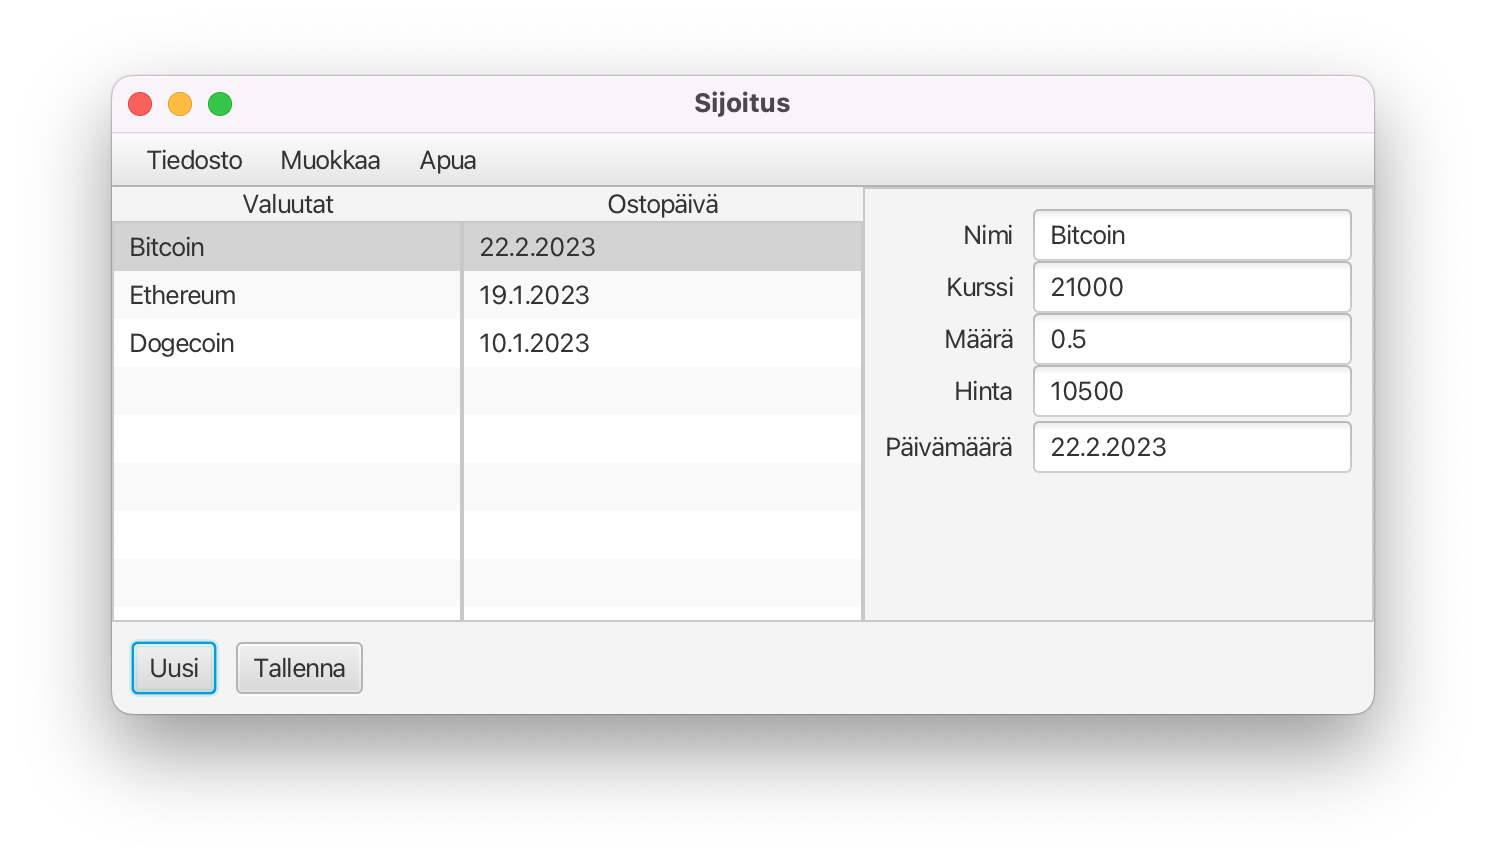 Sijoitus
Tiedosto Muokkaa Apua
Valuutat Ostopäivä
Bitcoin 22.2.2023
Ethereum 19.1.2023
Dogecoin 10.1.2023
Nimi Bitcoin
Kurssi 21000
Määrä 0.5
Hinta 10500
Päivämäärä 22.2.2023
Uusi Tallenna